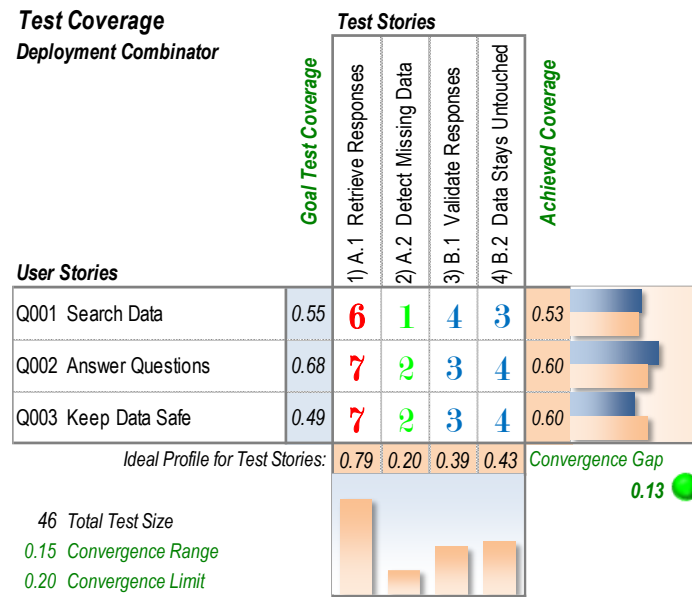 Test Coverage
Deployment Combinator
Test Stories
Goal Test Coverage
1) A.1 Retrieve Responses
2) A.2 Detect Missing Data
3) B.1 Validate Responses
4) B.2 Data Stays Untouched
Achieved Coverage
User Stories
Q001 Search Data 0.55 6 1 4 3 0.53
Q002 Answer Questions 0.68 7 2 3 4 0.60
Q003 Keep Data Safe 0.49 7 2 3 4 0.60
Ideal Profile for Test Stories: 0.79 0.20 0.39 0.43 Convergence Gap
0.13
46 Total Test Size
0.15 Convergence Range
0.20 Convergence Limit